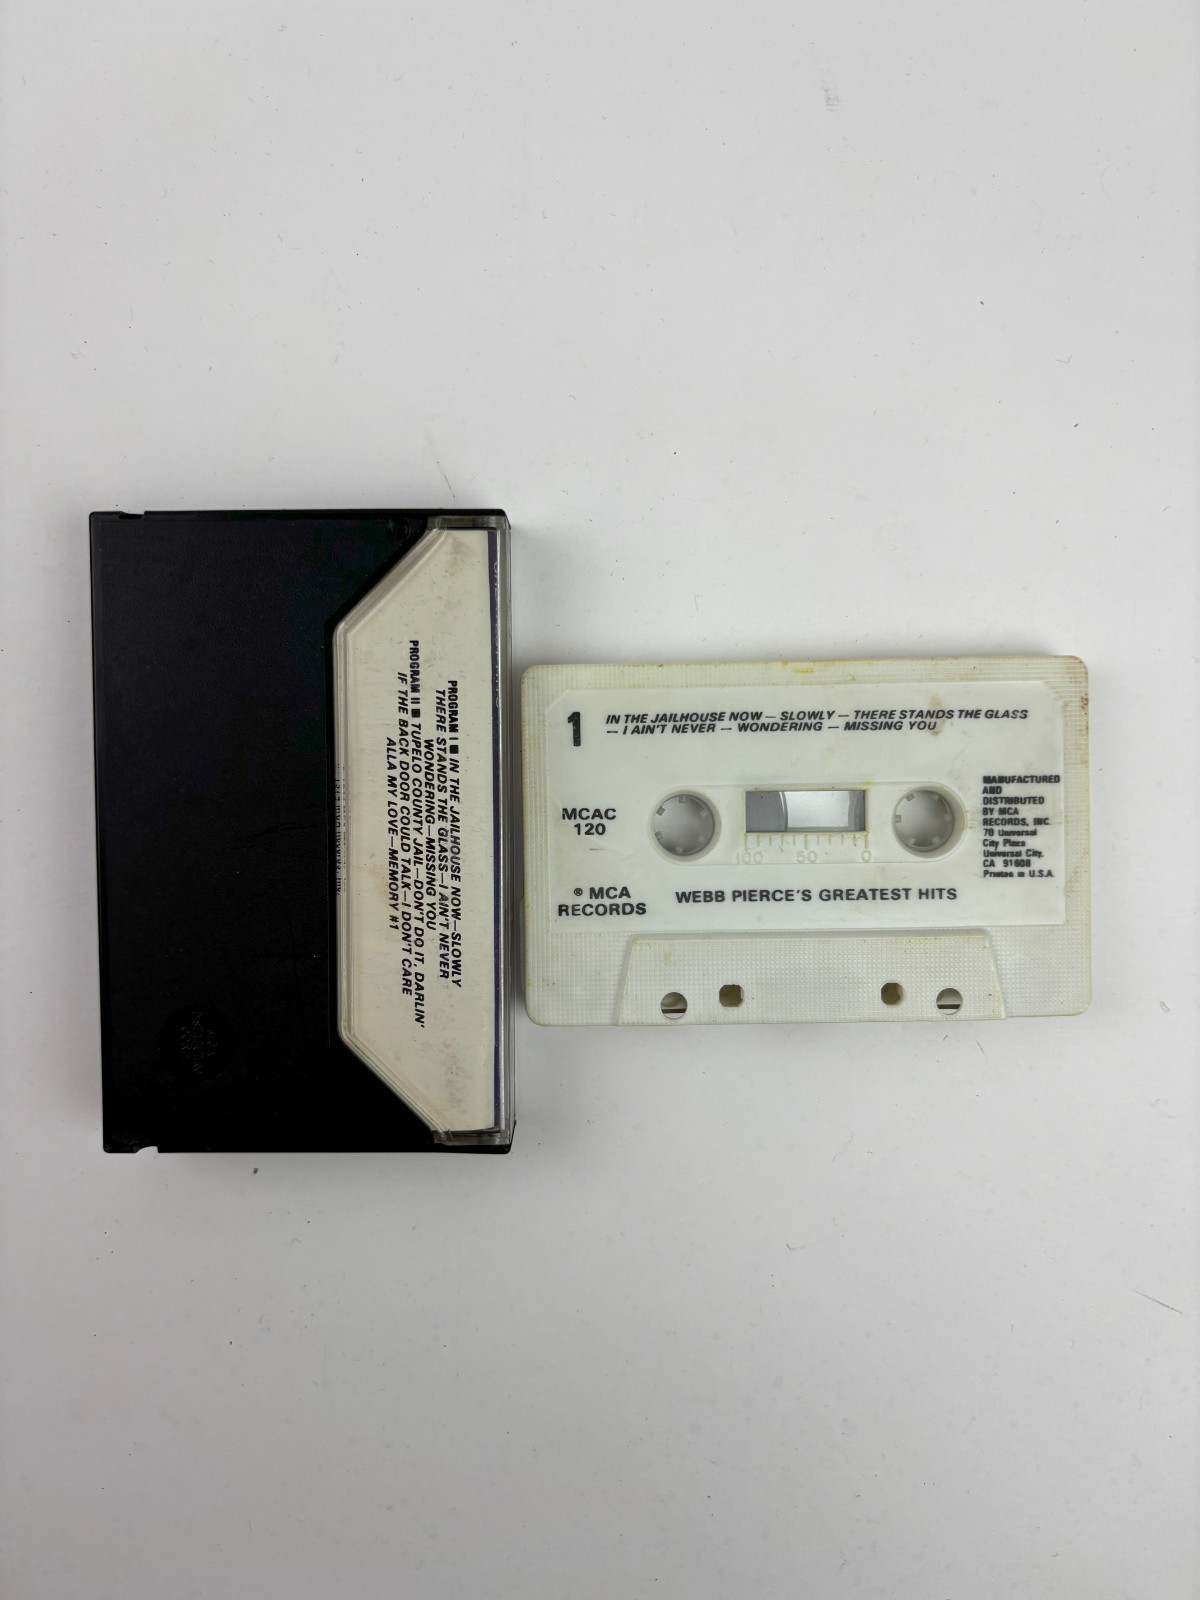 PROGRAM I ■ IN THE JAILHOUSE NOW—SLOWLY
THERE STANDS THE GLASS—I AIN'T NEVER
WONDERING—MISSING YOU
PROGRAM II ■ TUPELO COUNTY JAIL—DON'T DO IT, DARLIN'
IF THE BACK DOOR COULD TALK—I DON'T CARE
ALLA MY LOVE—MEMORY #1
1
IN THE JAILHOUSE NOW — SLOWLY — THERE STANDS THE GLASS
— I AIN'T NEVER — WONDERING — MISSING YOU
MCAC
120
® MCA
RECORDS
100 50 0
WEBB PIERCE'S GREATEST HITS
MANUFACTURED
AND
DISTRIBUTED
BY MCA
RECORDS, INC.
70 Universal
City Plaza
Universal City,
CA 91608
Printed in U.S.A.